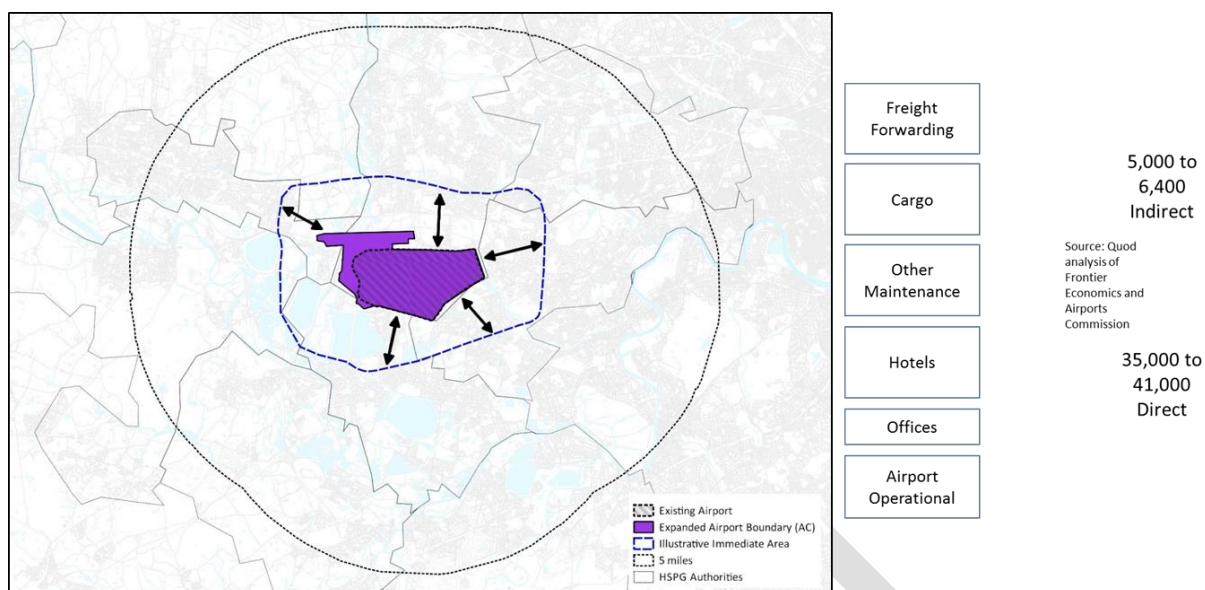 Existing Airport
Expanded Airport Boundary (AC)
Illustrative Immediate Area
5 miles
HSPG Authorities
Freight
Forwarding
Cargo
Other
Maintenance
Hotels
Offices
Airport
Operational
5,000 to
6,400
Indirect
Source: Quod
analysis of
Frontier
Economics and
Airports
Commission
35,000 to
41,000
Direct